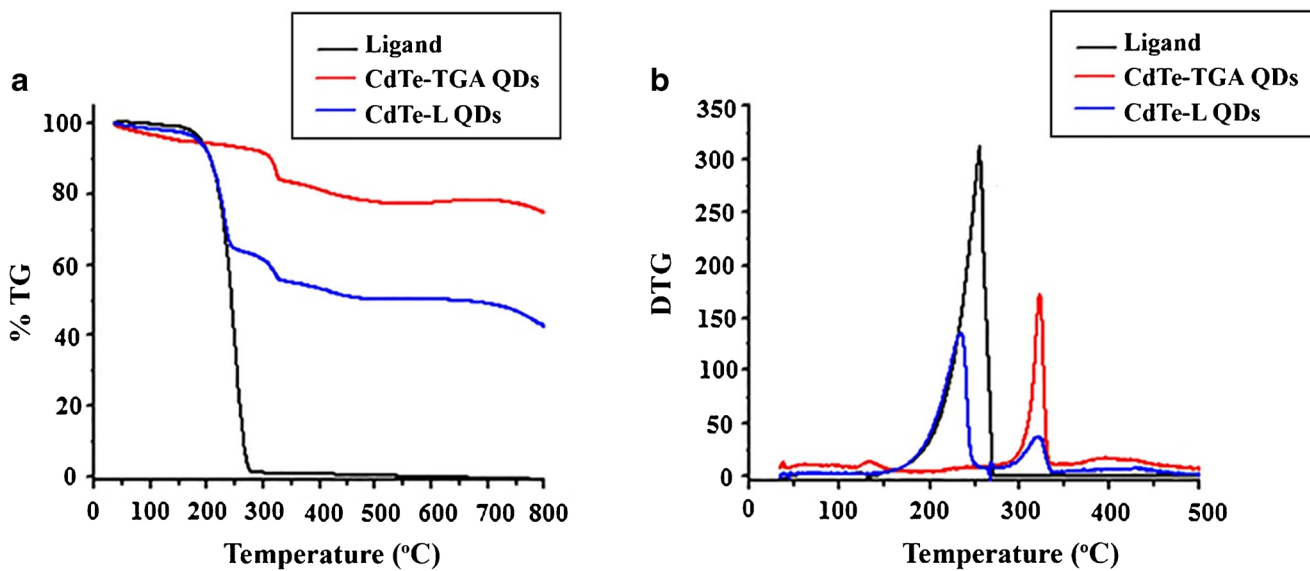 a
Ligand
CdTe-TGA QDs
CdTe-L QDs
% TG
100
80
60
40
20
0
0 100 200 300 400 500 600 700 800
Temperature (°C)
b
Ligand
CdTe-TGA QDs
CdTe-L QDs
DTG
350
300
250
200
150
100
50
0
0 100 200 300 400 500
Temperature (°C)